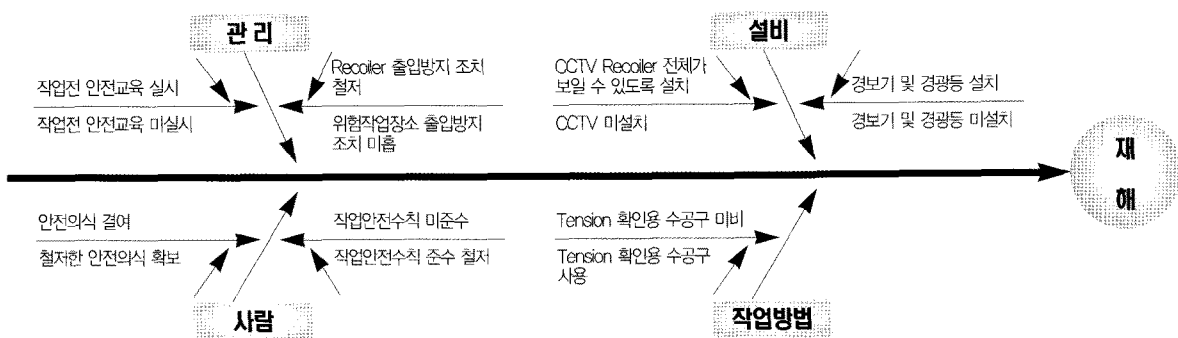 관 리
작업전 안전교육 실시
작업전 안전교육 미실시
Recoiler 출입방지 조치
철저
위험작업장소 출입방지
조치 미흡
설비
CCTV Recoiler 전체가
보일 수 있도록 설치
CCTV 미설치
경보기 및 경광등 설치
경보기 및 경광등 미설치
재
해
안전의식 결여
철저한 안전의식 확보
작업안전수칙 미준수
작업안전수칙 준수 철저
사람
Tension 확인용 수공구 미비
Tension 확인용 수공구
사용
작업방법